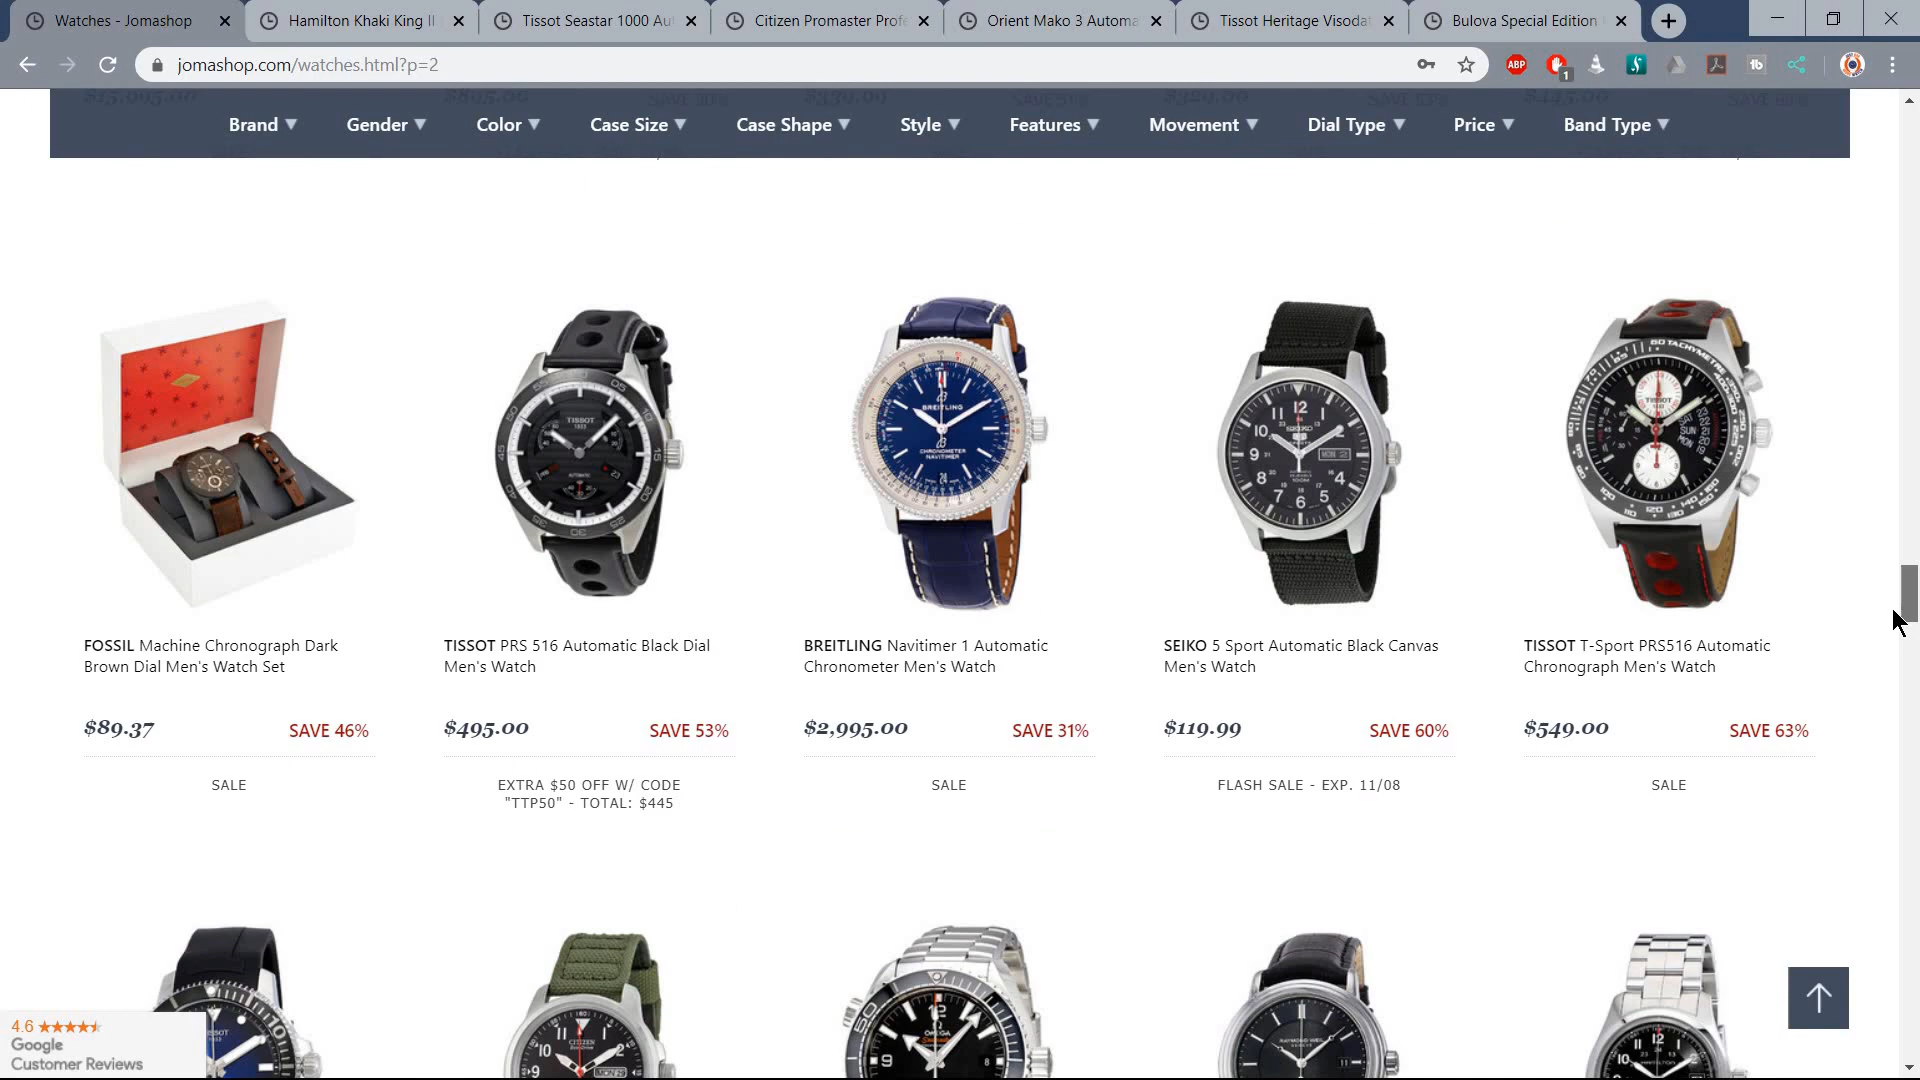 Watches - Jomashop
Hamilton Khaki King II
Tissot Seastar 1000 Aut
Citizen Promaster Profe
Orient Mako 3 Automa
Tissot Heritage Visodat
Bulova Special Edition
jomashop.com/watches.html?p=2
ABP
1
tb
Brand ▼ Gender ▼ Color ▼ Case Size ▼ Case Shape ▼ Style ▼ Features ▼ Movement ▼ Dial Type ▼ Price ▼ Band Type ▼
FOSSIL Machine Chronograph Dark
Brown Dial Men's Watch Set
$89.37 SAVE 46%
SALE
TISSOT PRS 516 Automatic Black Dial
Men's Watch
$495.00 SAVE 53%
EXTRA $50 OFF W/ CODE
"TTP50" - TOTAL: $445
BREITLING Navitimer 1 Automatic
Chronometer Men's Watch
$2,995.00 SAVE 31%
SALE
SEIKO 5 Sport Automatic Black Canvas
Men's Watch
$119.99 SAVE 60%
FLASH SALE - EXP. 11/08
TISSOT T-Sport PRS516 Automatic
Chronograph Men's Watch
$549.00 SAVE 63%
SALE
4.6
Google
Customer Reviews